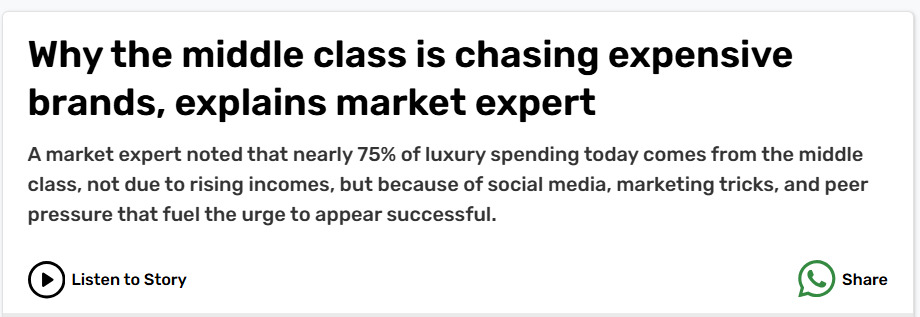 Why the middle class is chasing expensive
brands, explains market expert
A market expert noted that nearly 75% of luxury spending today comes from the middle
class, not due to rising incomes, but because of social media, marketing tricks, and peer
pressure that fuel the urge to appear successful.
Listen to Story
Share